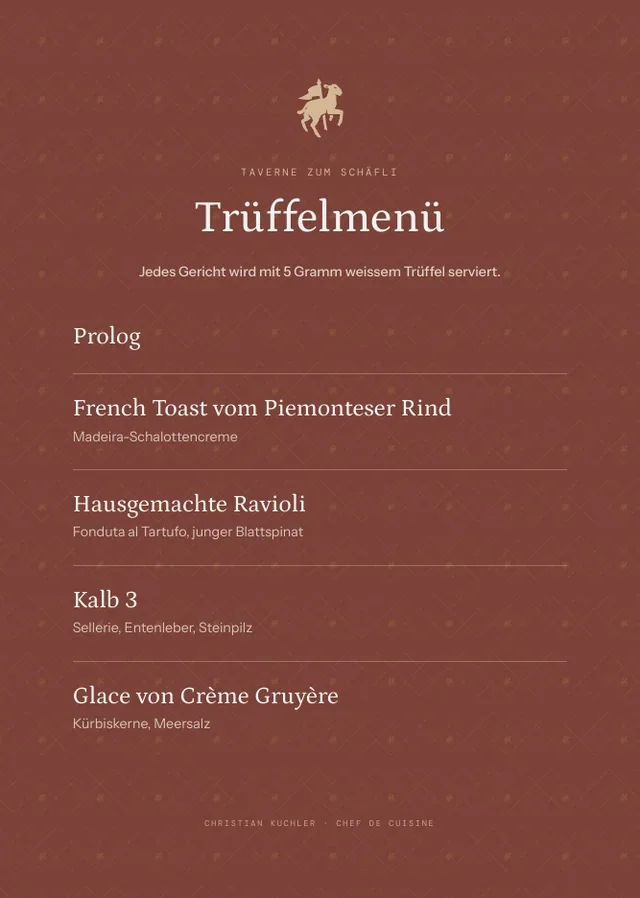 TAVERNE ZUM SCHÄFLI
Trüffelmenü
Jedes Gericht wird mit 5 Gramm weissem Trüffel serviert.
Prolog
French Toast vom Piemonteser Rind
Madeira-Schalottencreme
Hausgemachte Ravioli
Fonduta al Tartufo, junger Blattspinat
Kalb 3
Sellerie, Entenleber, Steinpilz
Glace von Crème Gruyère
Kürbiskerne, Meersalz
CHRISTIAN KUCHLER · CHEF DE CUISINE